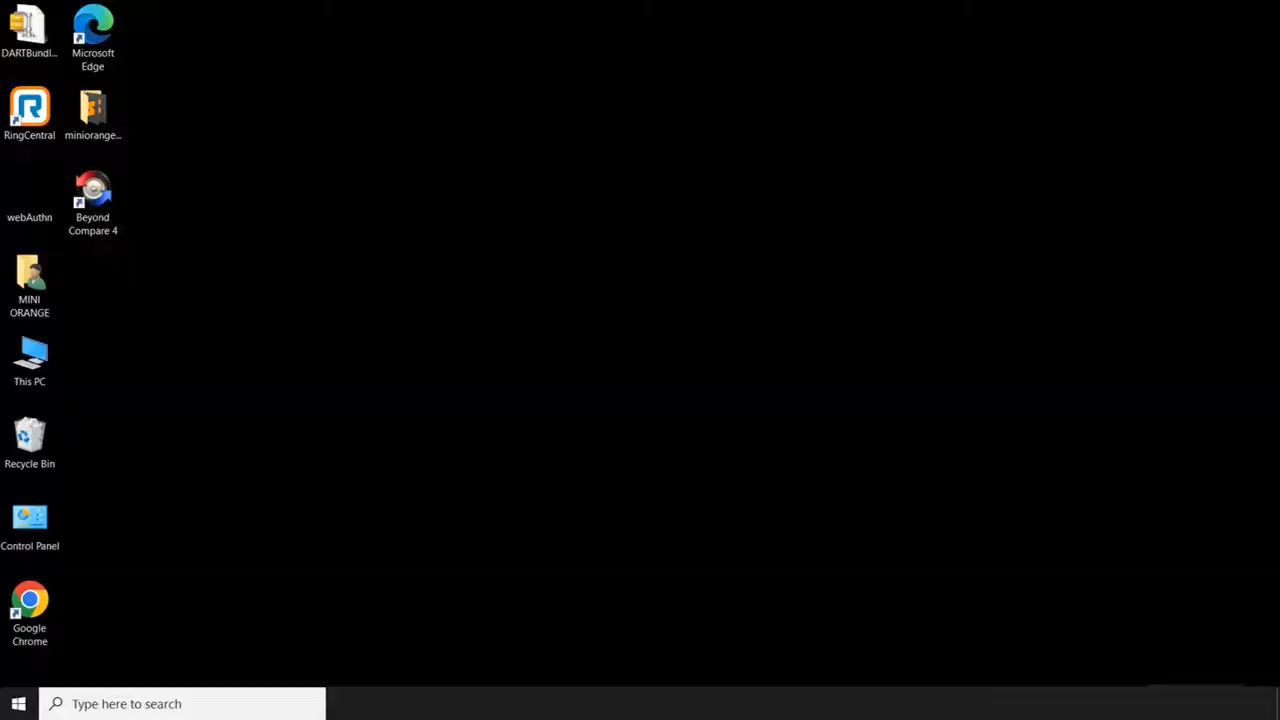 DARTBundl...
Microsoft
Edge
RingCentral
miniorange...
webAuthn
Beyond
Compare 4
MINI
ORANGE
This PC
Recycle Bin
Control Panel
Google
Chrome
Type here to search